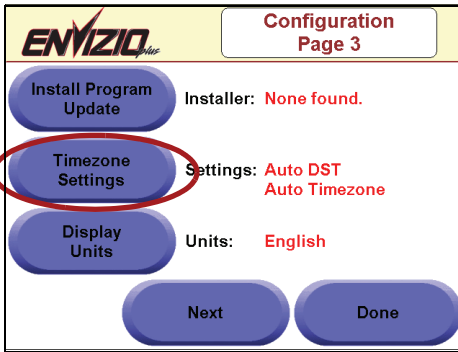 ENVIZIO plus
Configuration
Page 3
Install Program
Update
Installer: None found.
Timezone
Settings
Settings: Auto DST
Auto Timezone
Display
Units
Units: English
Next
Done